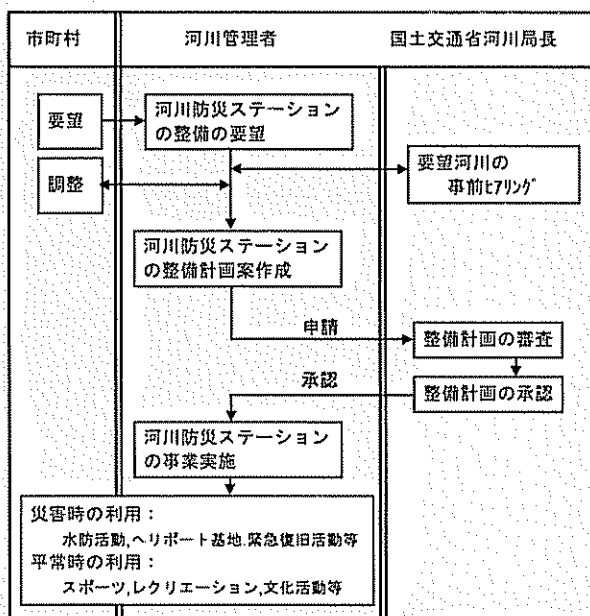 市町村
河川管理者
国土交通省河川局長
要望
河川防災ステーション
の整備の要望
調整
要望河川の
事前ﾋｱﾘﾝｸﾞ
河川防災ステーション
の整備計画案作成
申請
整備計画の審査
承認
整備計画の承認
河川防災ステーション
の事業実施
災害時の利用：
水防活動,ヘリポート基地.緊急復旧活動等
平常時の利用：
スポーツ,レクリエーション,文化活動等